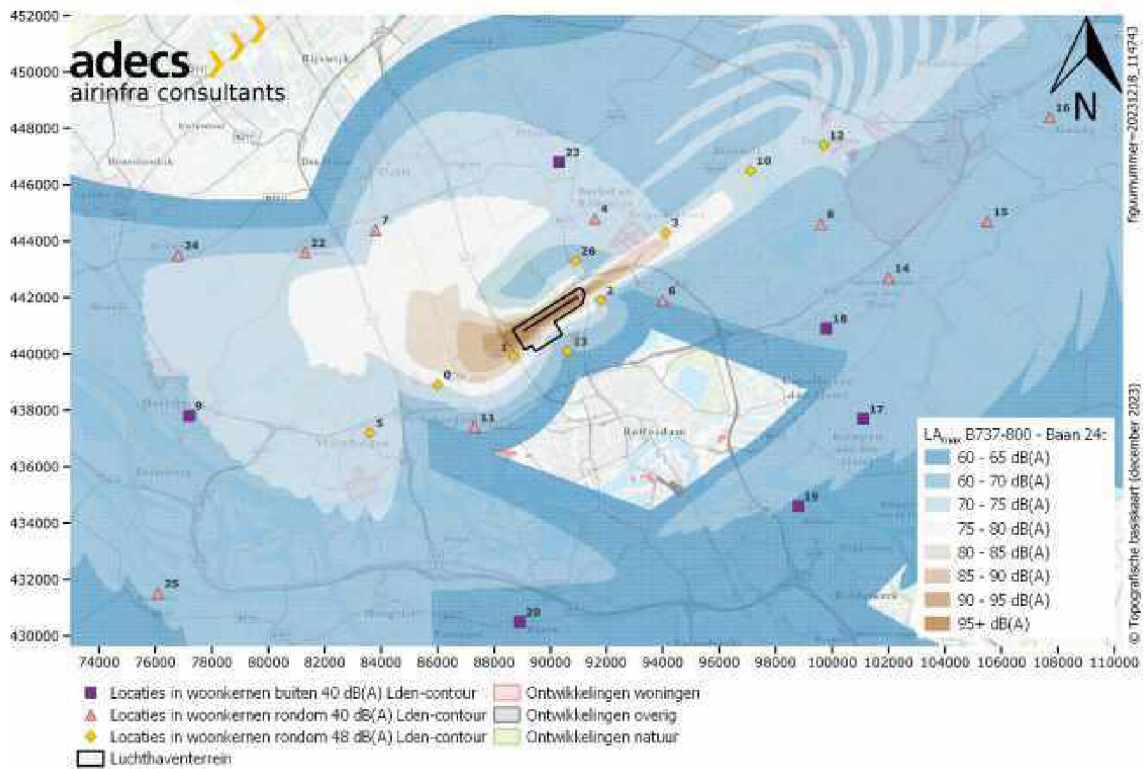 452000
450000
448000
446000
444000
442000
440000
438000
436000
434000
432000
430000
adecs
airinfra consultants
Rijswijk
N
16
12
10
23
4
3
8
15
7
22
24
26
14
2
6
18
1
13
0
9
5
11
17
Rotterdam
19
25
20
LAmax B737-800 - Baan 24c
60 - 65 dB(A)
60 - 70 dB(A)
70 - 75 dB(A)
75 - 80 dB(A)
80 - 85 dB(A)
85 - 90 dB(A)
90 - 95 dB(A)
95+ dB(A)
74000 76000 78000 80000 82000 84000 86000 88000 90000 92000 94000 96000 98000 100000 102000 104000 106000 108000 110000
figuurnummer=20231218_114743
© Topografische basiskaart (december 2023)
Locaties in woonkernen buiten 40 dB(A) Lden-contour
Locaties in woonkernen rondom 40 dB(A) Lden-contour
Locaties in woonkernen rondom 48 dB(A) Lden-contour
Luchthaventerrein
Ontwikkelingen woningen
Ontwikkelingen overig
Ontwikkelingen natuur